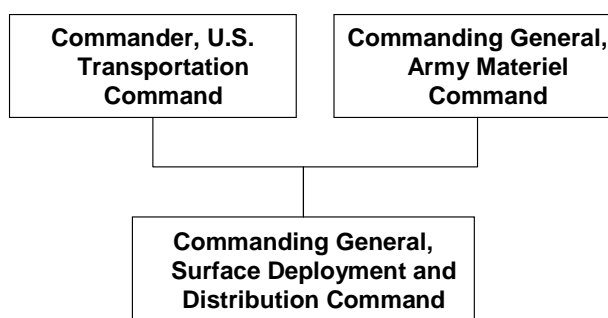 Commander, U.S.
Transportation
Command
Commanding General,
Army Materiel
Command
Commanding General,
Surface Deployment and
Distribution Command